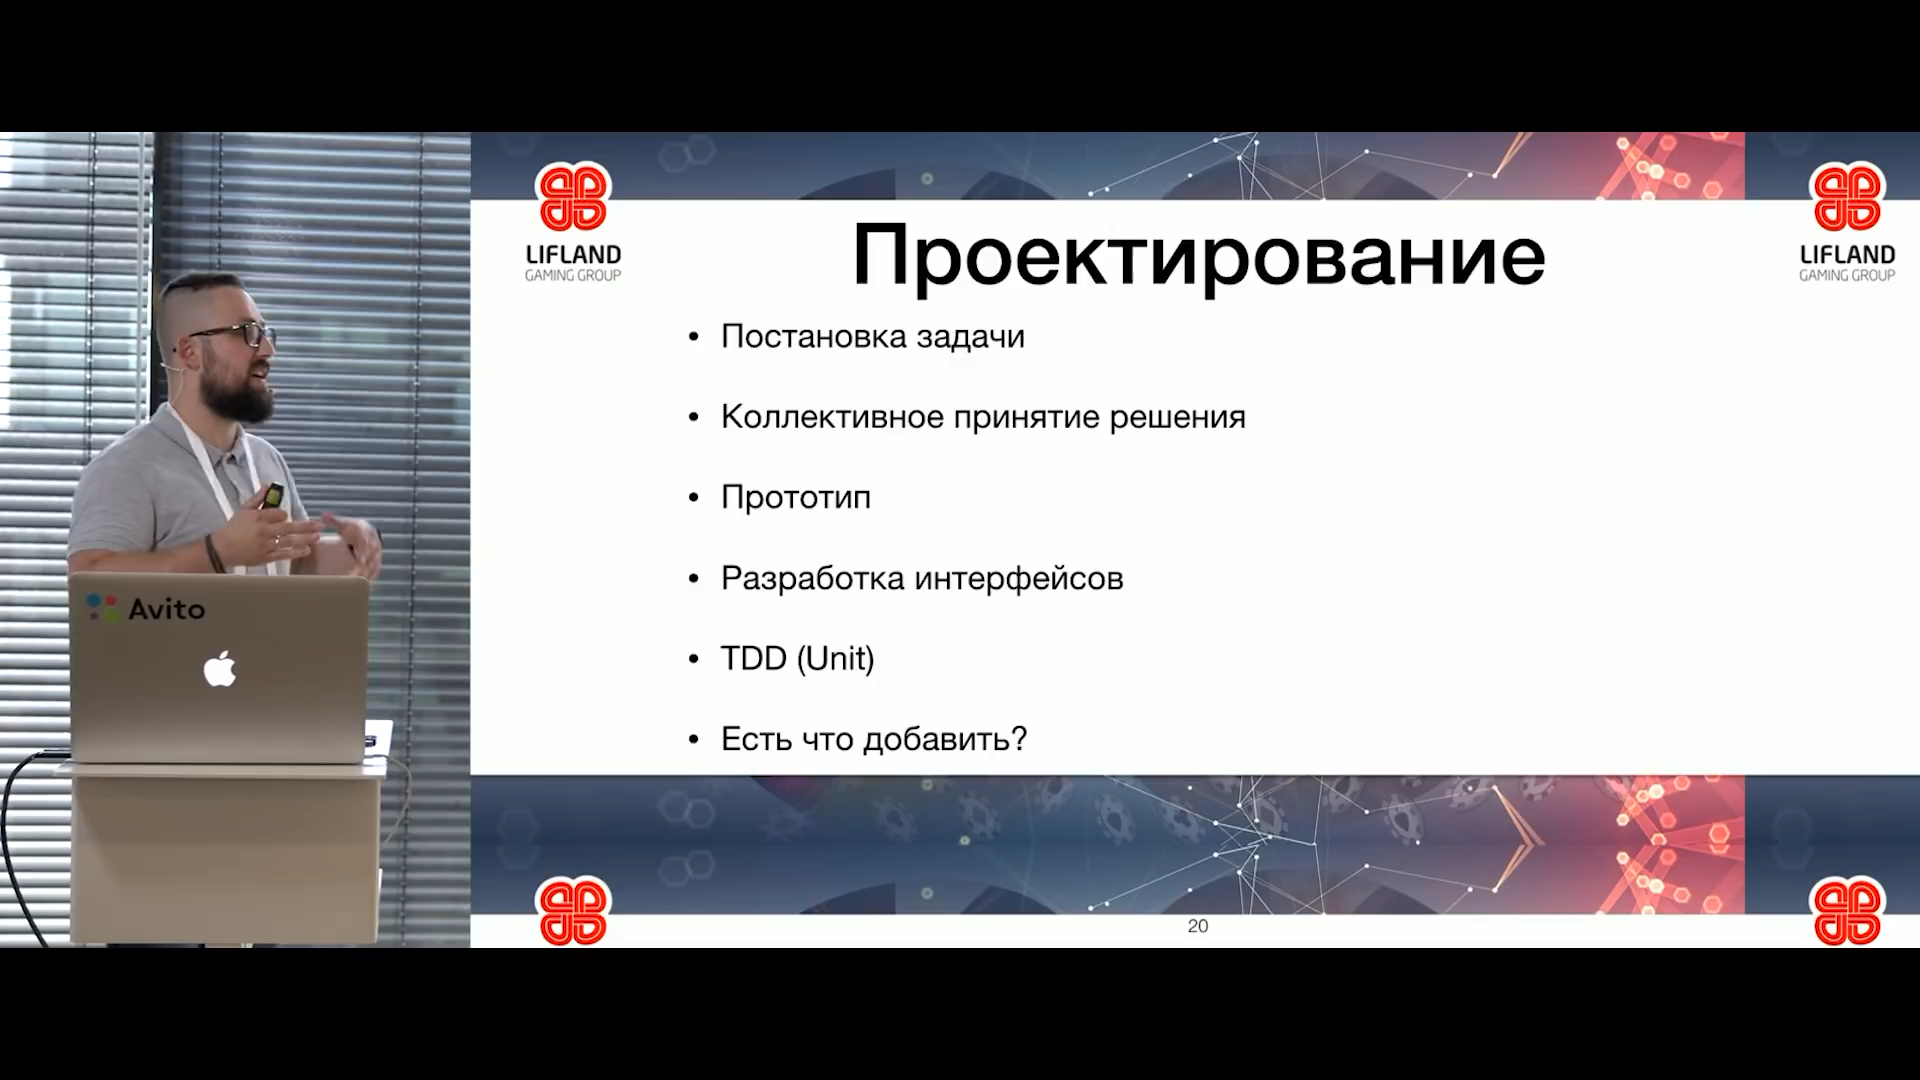 LIFLAND
GAMING GROUP
LIFLAND
GAMING GROUP
Проектирование
• Постановка задачи
• Коллективное принятие решения
• Прототип
• Разработка интерфейсов
• TDD (Unit)
• Есть что добавить?
Avito
20